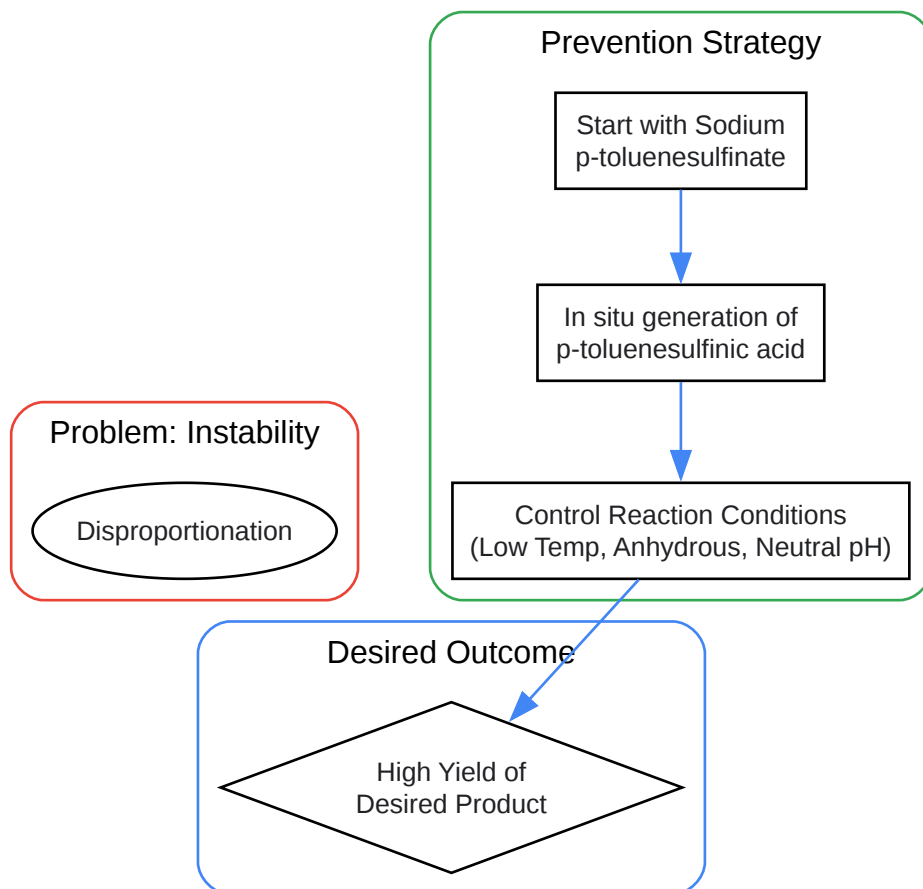 Prevention Strategy
Start with Sodium
p-toluenesulfinate
In situ generation of
p-toluenesulfinic acid
Control Reaction Conditions
(Low Temp, Anhydrous, Neutral pH)
Problem: Instability
Disproportionation
Desired Outcome
High Yield of
Desired Product